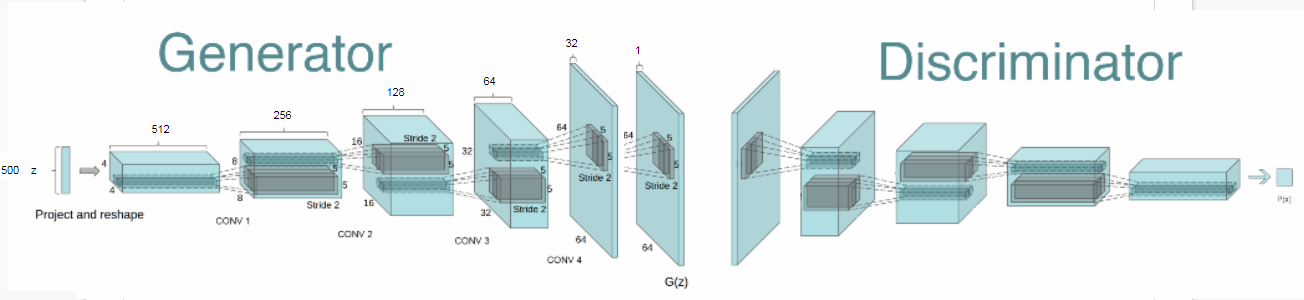 Generator
Discriminator
500 z
Project and reshape
512
4
4
256
8
8
5
5
Stride 2
CONV 1
128
16
16
Stride 2
5
5
CONV 2
64
32
32
5
5
Stride 2
CONV 3
32
64
64
5
5
Stride 2
CONV 4
1
64
64
5
5
Stride 2
G(z)
P(x)